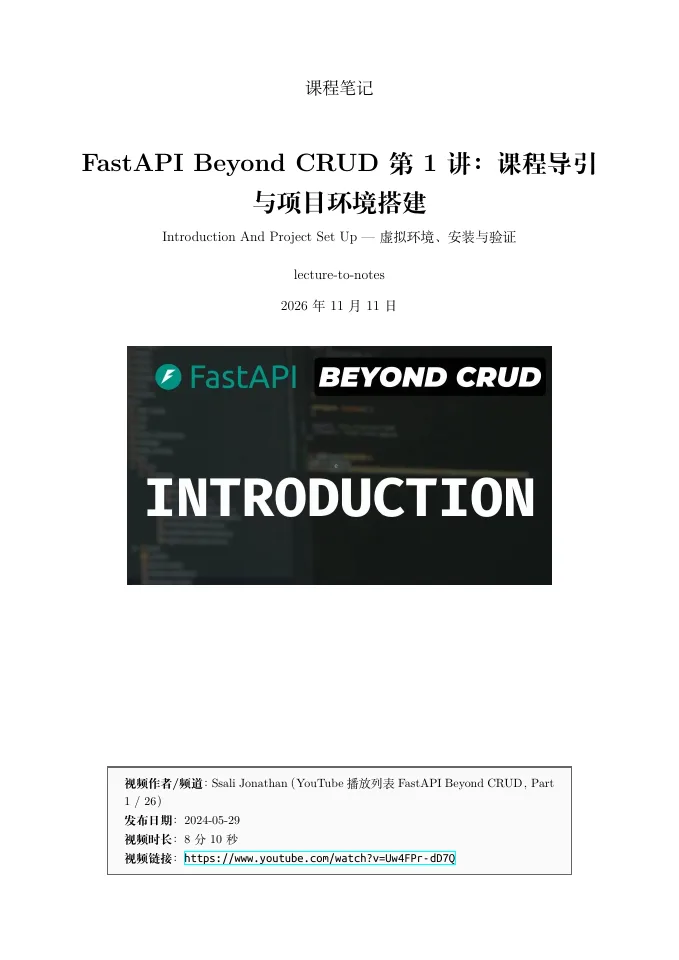 课程笔记
FastAPI Beyond CRUD 第 1 讲：课程导引
与项目环境搭建
Introduction And Project Set Up — 虚拟环境、安装与验证
lecture-to-notes
2026 年 11 月 11 日
FastAPI BEYOND CRUD
INTRODUCTION
视频作者/频道：Ssali Jonathan (YouTube 播放列表 FastAPI Beyond CRUD, Part
1 / 26)
发布日期：2024-05-29
视频时长：8 分 10 秒
视频链接：https://www.youtube.com/watch?v=Uw4FPr-dD7Q